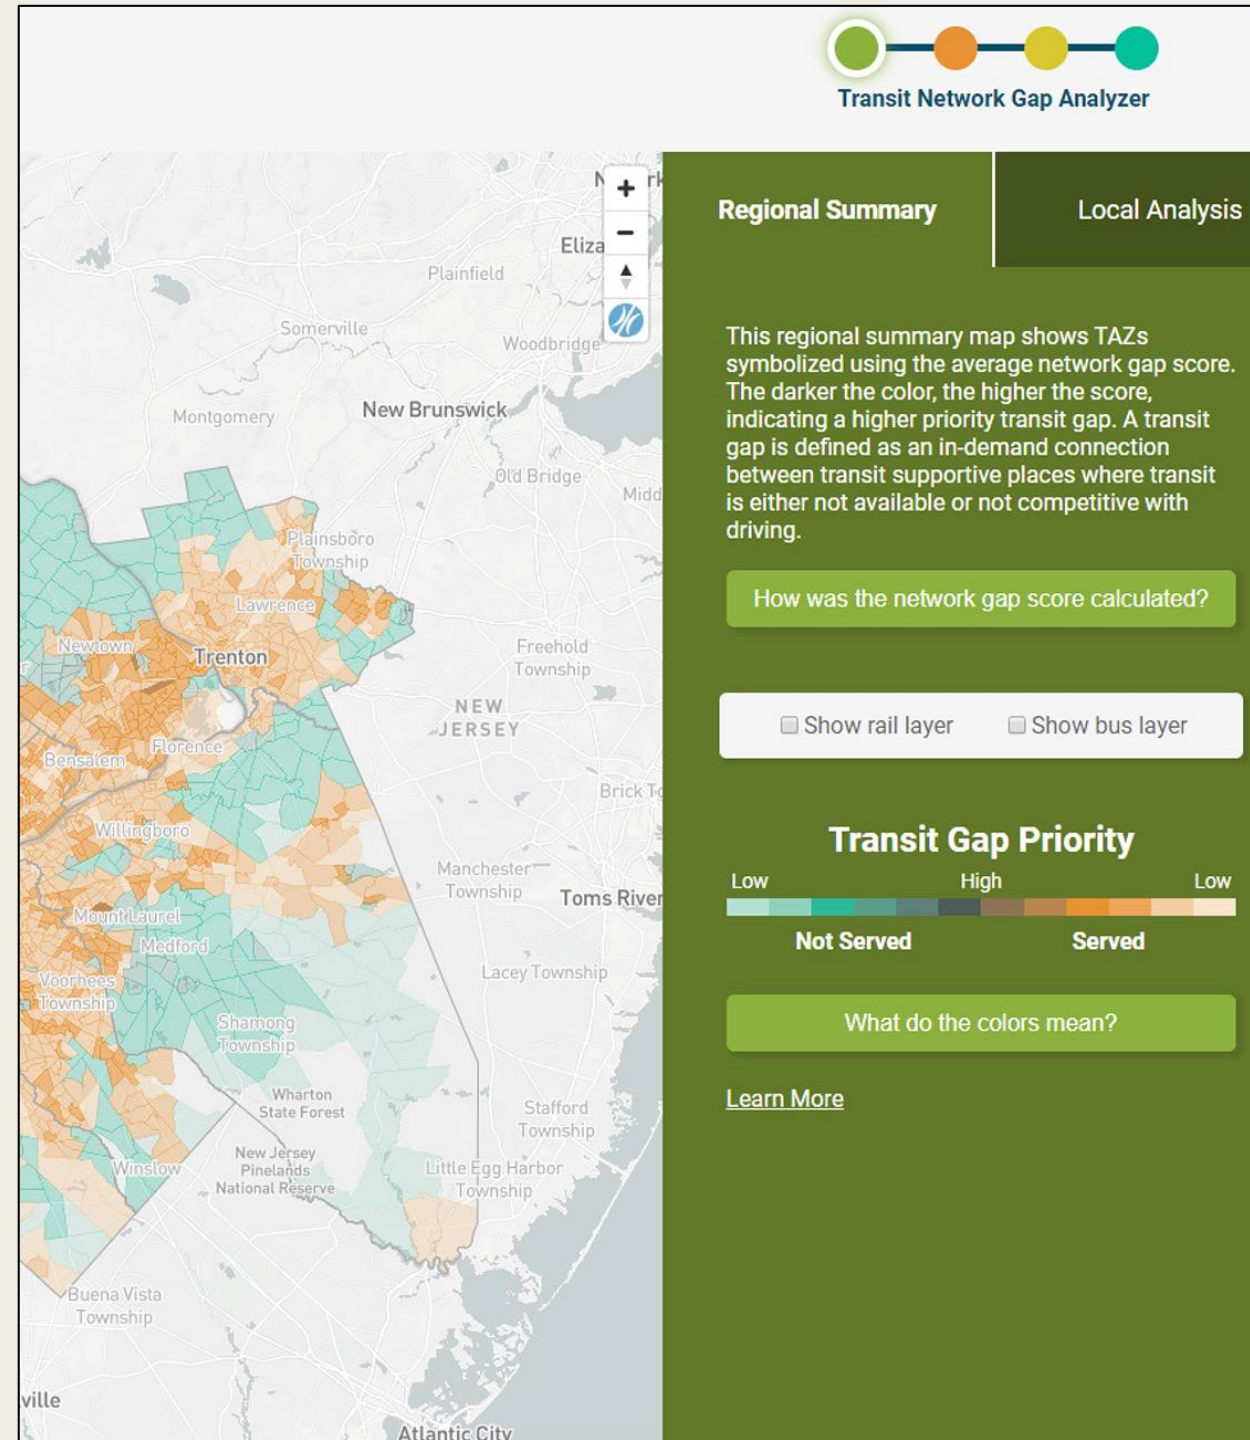 Transit Network Gap Analyzer
Regional Summary
Local Analysis
This regional summary map shows TAZs
symbolized using the average network gap score.
The darker the color, the higher the score,
indicating a higher priority transit gap. A transit
gap is defined as an in-demand connection
between transit supportive places where transit
is either not available or not competitive with
driving.
How was the network gap score calculated?
Show rail layer
Show bus layer
Transit Gap Priority
Low High Low
Not Served Served
What do the colors mean?
Learn More
+
−
Eliza
Plainfield
Somerville
Woodbridge
Montgomery
New Brunswick
Old Bridge
Midd
Plainsboro
Township
Lawrence
Newtown
Trenton
Freehold
Township
NEW
JERSEY
Florence
Bensalem
Brick To
Willingboro
Manchester
Township
Toms River
Mount Laurel
Medford
Lacey Township
Voorhees
Township
Shamong
Township
Wharton
State Forest
Stafford
Township
New Jersey
Pinelands
National Reserve
Winslow
Little Egg Harbor
Township
Buena Vista
Township
ville
Atlantic City